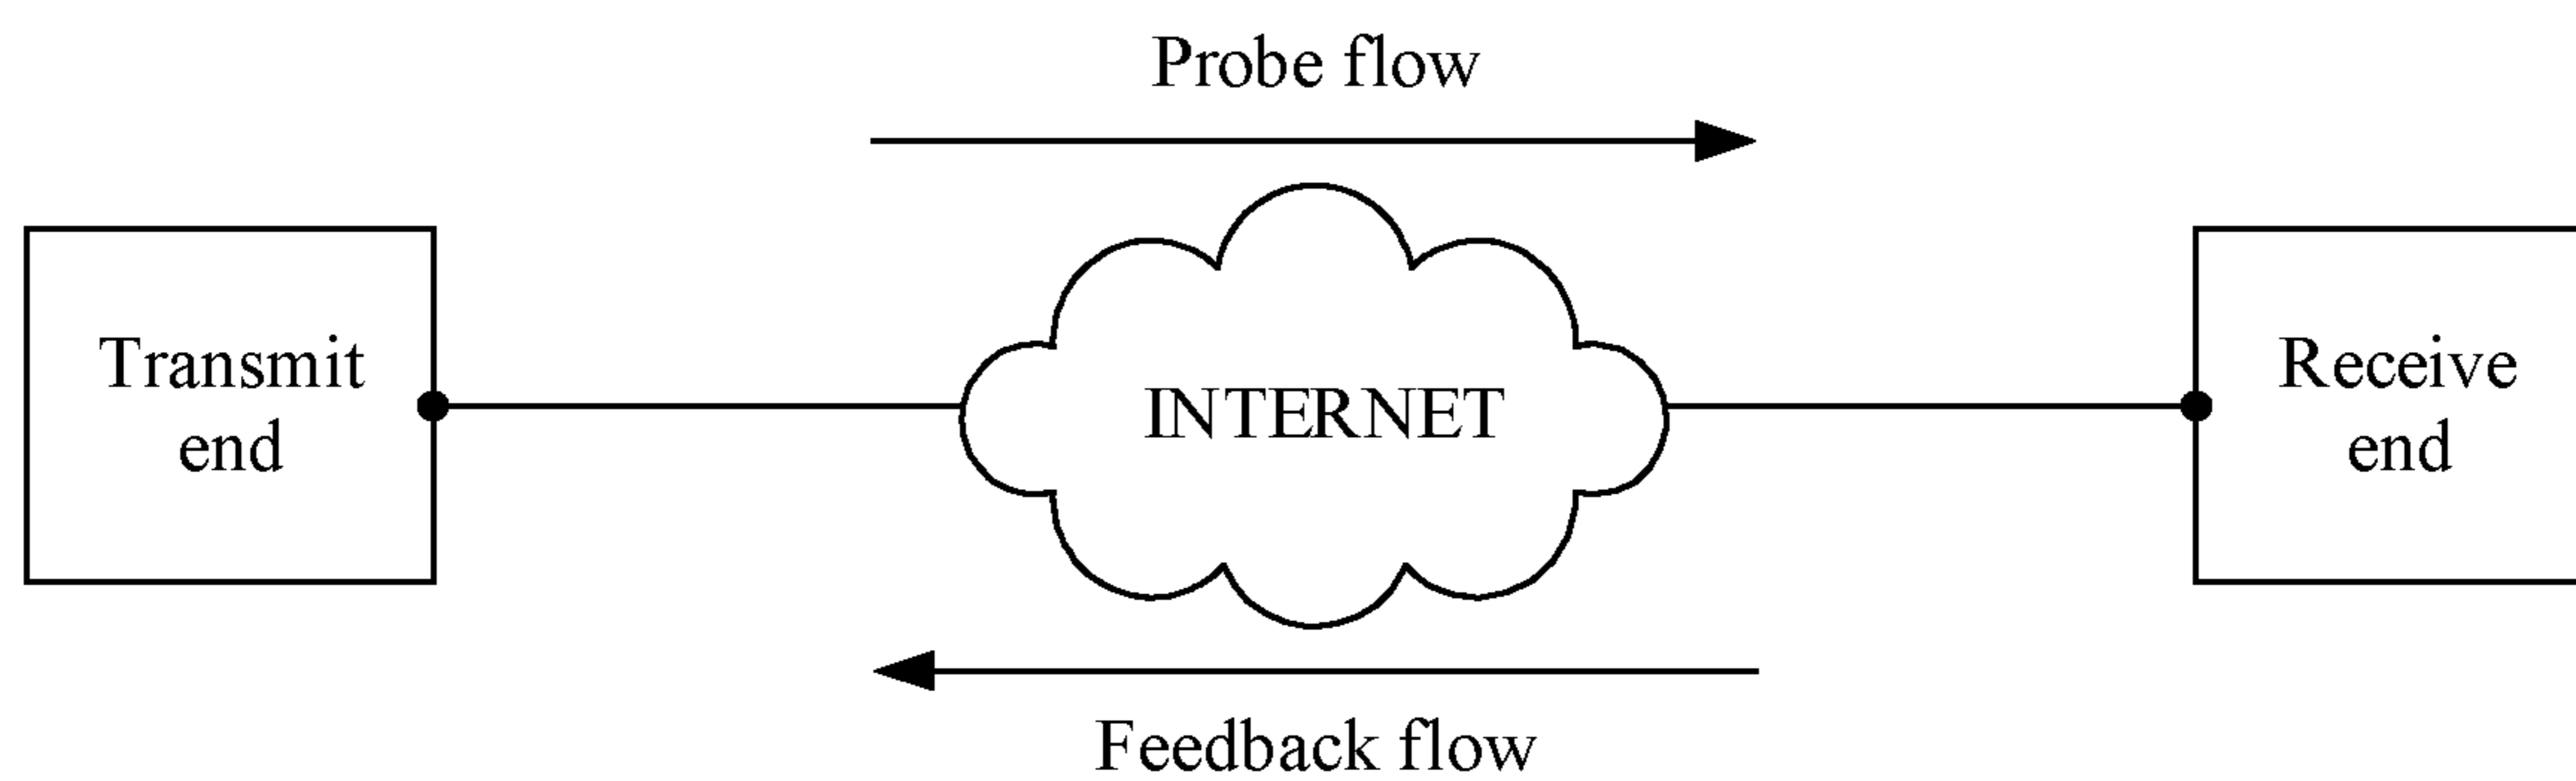 Probe flow
Transmit
end
INTERNET
Receive
end
Feedback flow